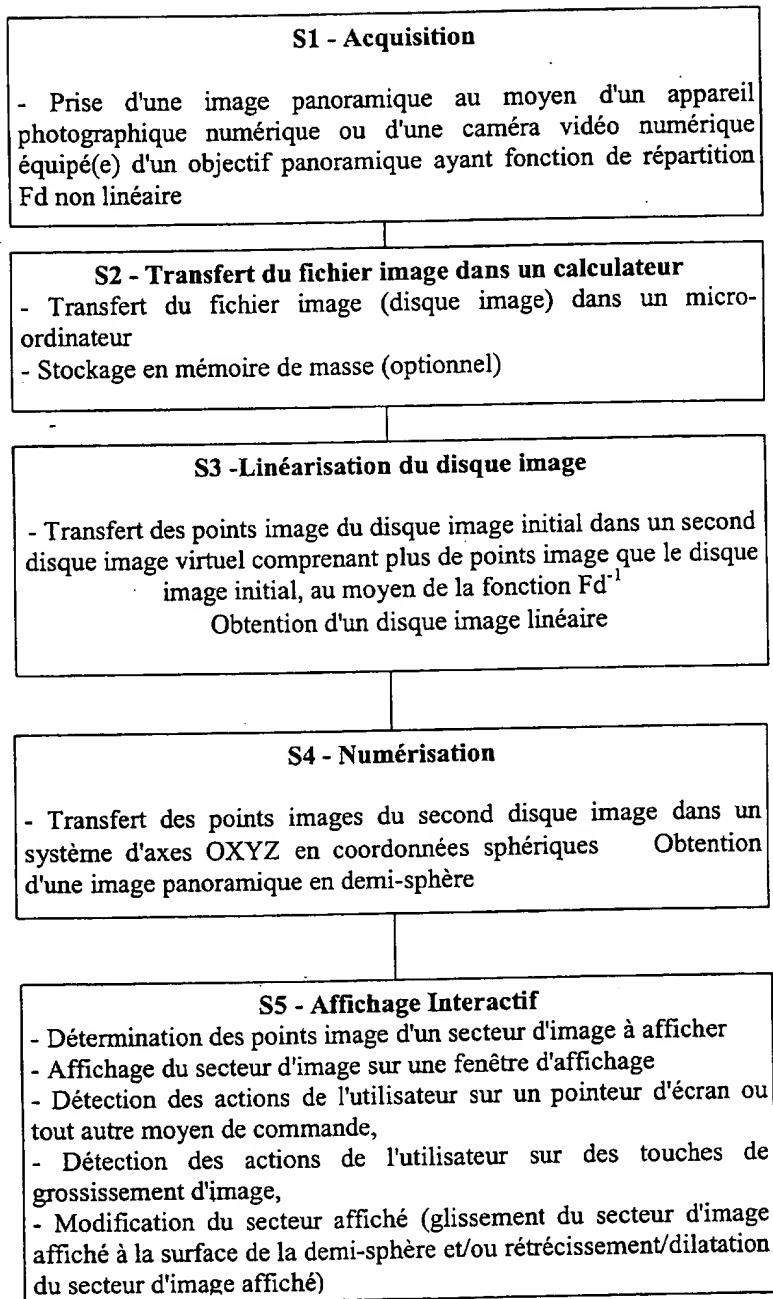 S1 - Acquisition
- Prise d'une image panoramique au moyen d'un appareil
photographique numérique ou d'une caméra vidéo numérique
équipé(e) d'un objectif panoramique ayant fonction de répartition
Fd non linéaire
S2 - Transfert du fichier image dans un calculateur
- Transfert du fichier image (disque image) dans un micro-
ordinateur
- Stockage en mémoire de masse (optionnel)
S3 -Linéarisation du disque image
- Transfert des points image du disque image initial dans un second
disque image virtuel comprenant plus de points image que le disque
image initial, au moyen de la fonction Fd⁻¹
Obtention d'un disque image linéaire
S4 - Numérisation
- Transfert des points images du second disque image dans un
système d'axes OXYZ en coordonnées sphériques Obtention
d'une image panoramique en demi-sphère
S5 - Affichage Interactif
- Détermination des points image d'un secteur d'image à afficher
- Affichage du secteur d'image sur une fenêtre d'affichage
- Détection des actions de l'utilisateur sur un pointeur d'écran ou
tout autre moyen de commande,
- Détection des actions de l'utilisateur sur des touches de
grossissement d'image,
- Modification du secteur affiché (glissement du secteur d'image
affiché à la surface de la demi-sphère et/ou rétrécissement/dilatation
du secteur d'image affiché)